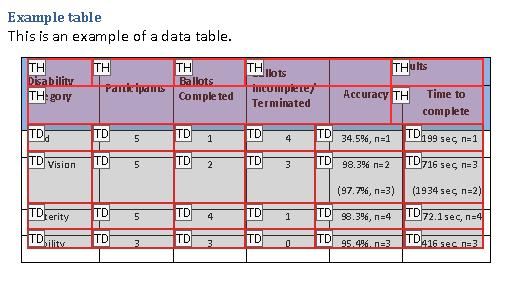 Example table
This is an example of a data table.
TH TH TH TH TH ults
Disability Participants Ballots Completed Ballots Incomplete/ Terminated
TH egory Accuracy TH Time to complete
TD d TD 5 TD 1 TD 4 TD 34.5%, n=1 TD 199 sec, n=1
TD Vision TD 5 TD 2 TD 3 TD 98.3% n=2 TD 716 sec, n=3
(97.7%, n=3) (1934 sec, n=2)
TD terity TD 5 TD 4 TD 1 TD 98.3%, n=4 TD 72.1 sec, n=4
TD bility TD 3 TD 3 TD 0 TD 95.4%, n=3 TD 416 sec, n=3